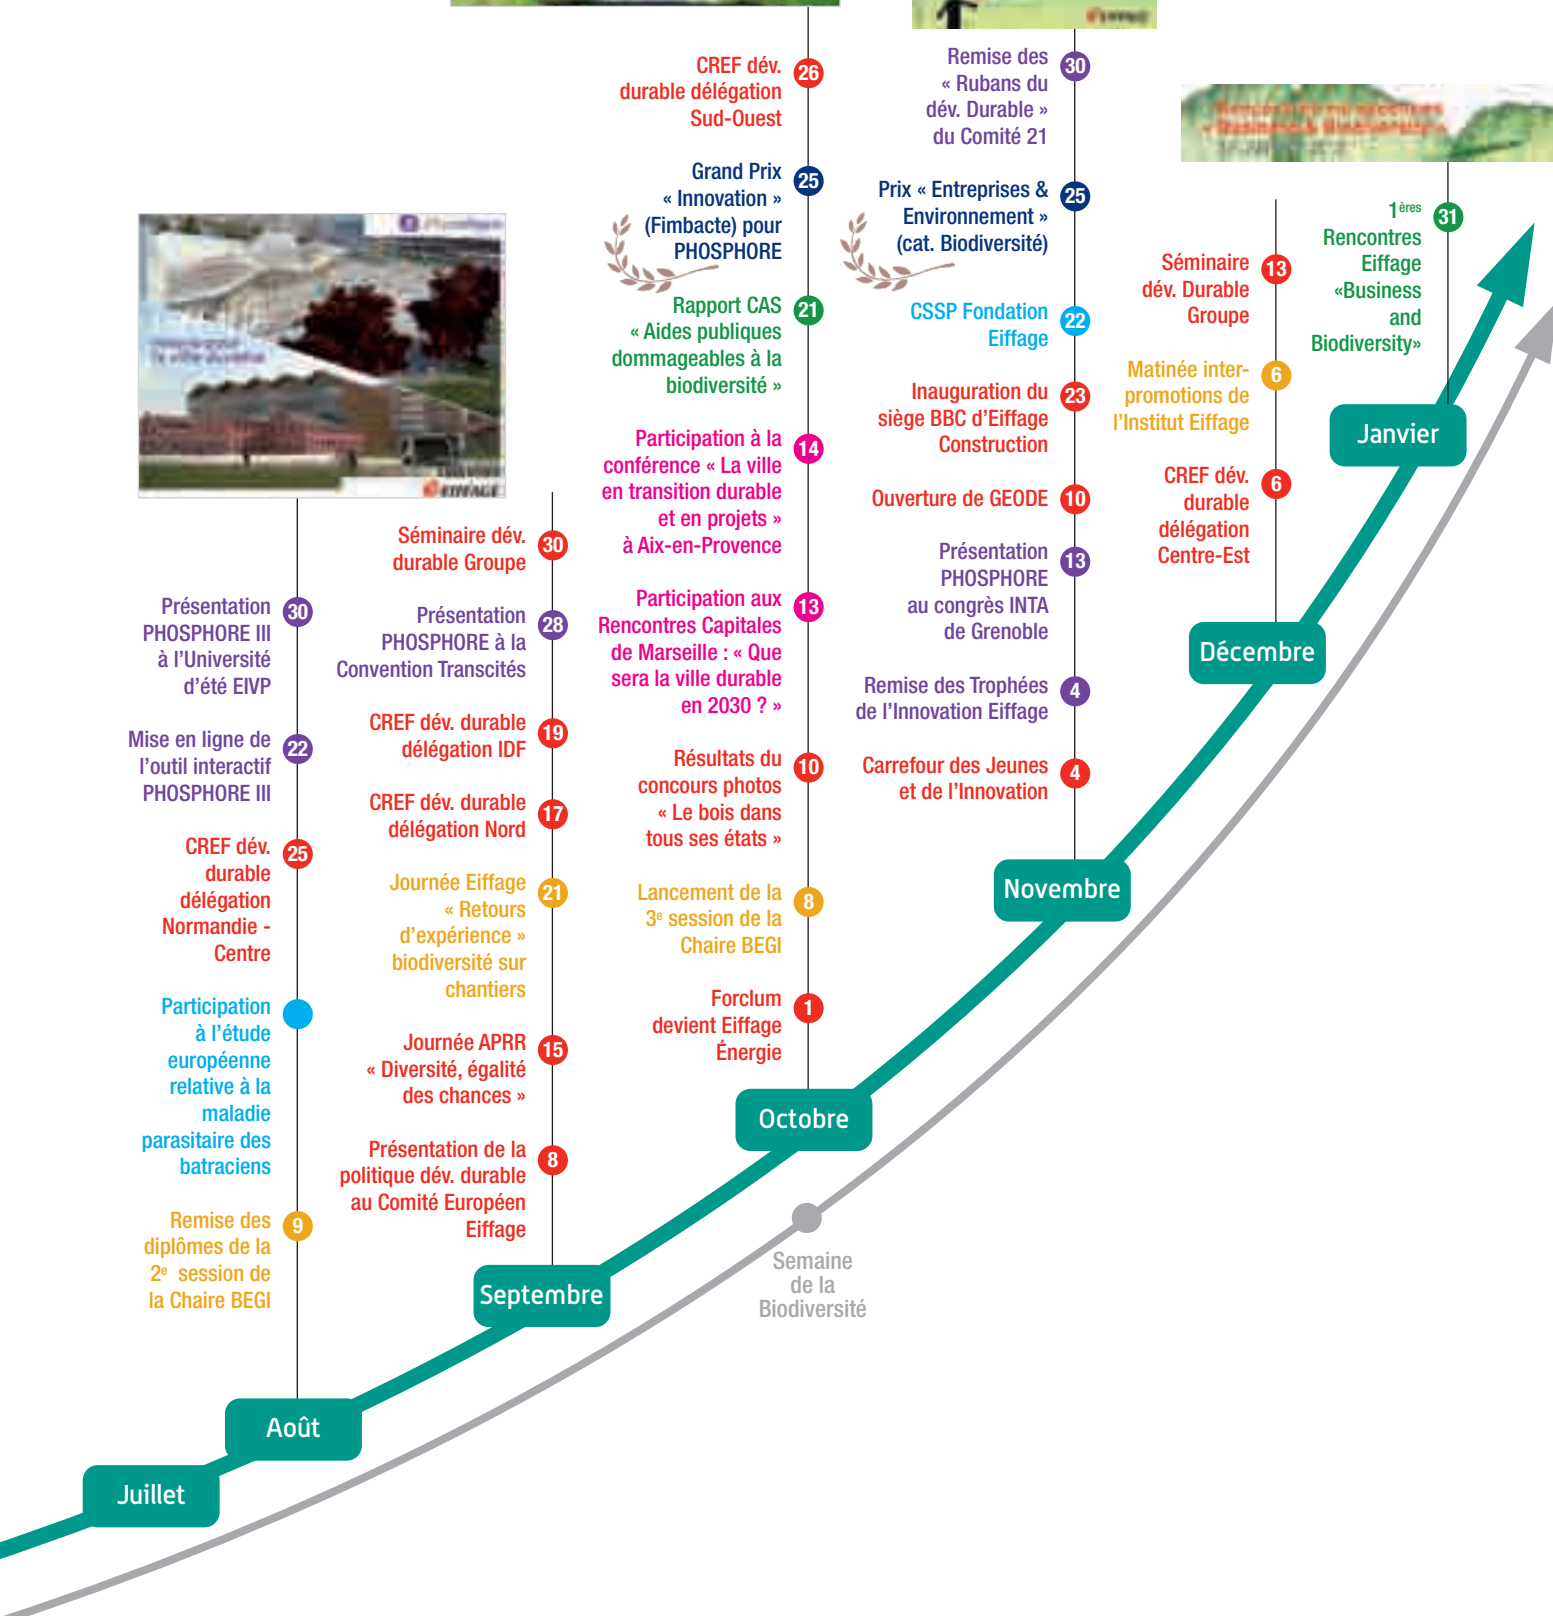 30
Présentation
PHOSPHORE III
à l’Université
d’été EIVP
22
Mise en ligne de
l’outil interactif
PHOSPHORE III
25
CREF dév.
durable
délégation
Normandie -
Centre
Participation
à l’étude
européenne
relative à la
maladie
parasitaire des
batraciens
9
Remise des
diplômes de la
2e session de
la Chaire BEGI
Août
Juillet
EIFFAGE
30
Séminaire dév.
durable Groupe
28
Présentation
PHOSPHORE à la
Convention Transcités
19
CREF dév. durable
délégation IDF
17
CREF dév. durable
délégation Nord
21
Journée Eiffage
« Retours
d’expérience »
biodiversité sur
chantiers
15
Journée APRR
« Diversité, égalité
des chances »
8
Présentation de la
politique dév. durable
au Comité Européen
Eiffage
Septembre
26
CREF dév.
durable délégation
Sud-Ouest
25
Grand Prix
« Innovation »
(Fimbacte) pour
PHOSPHORE
21
Rapport CAS
« Aides publiques
dommageables à la
biodiversité »
14
Participation à la
conférence « La ville
en transition durable
et en projets »
à Aix-en-Provence
13
Participation aux
Rencontres Capitales
de Marseille : « Que
sera la ville durable
en 2030 ? »
10
Résultats du
concours photos
« Le bois dans
tous ses états »
8
Lancement de la
3e session de la
Chaire BEGI
1
Forclum
devient Eiffage
Énergie
Octobre
Semaine
de la
Biodiversité
30
Remise des
« Rubans du
dév. Durable »
du Comité 21
25
Prix « Entreprises &
Environnement »
(cat. Biodiversité)
22
CSSP Fondation
Eiffage
23
Inauguration du
siège BBC d’Eiffage
Construction
10
Ouverture de GEODE
13
Présentation
PHOSPHORE
au congrès INTA
de Grenoble
4
Remise des Trophées
de l’Innovation Eiffage
4
Carrefour des Jeunes
et de l’Innovation
Novembre
13
Séminaire
dév. Durable
Groupe
6
Matinée inter-
promotions de
l’Institut Eiffage
6
CREF dév.
durable
délégation
Centre-Est
Décembre
31
1ères
Rencontres
Eiffage
«Business
and
Biodiversity»
Janvier